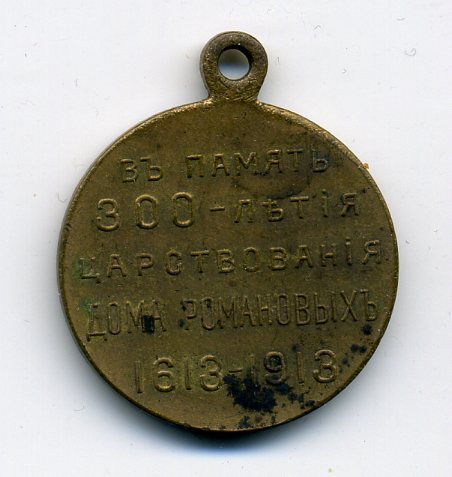 ВЪ ПАМЯТЬ
300-ЛѢТІЯ
ЦАРСТВОВАНІЯ
ДОМА РОМАНОВЫХЪ
1613-1913